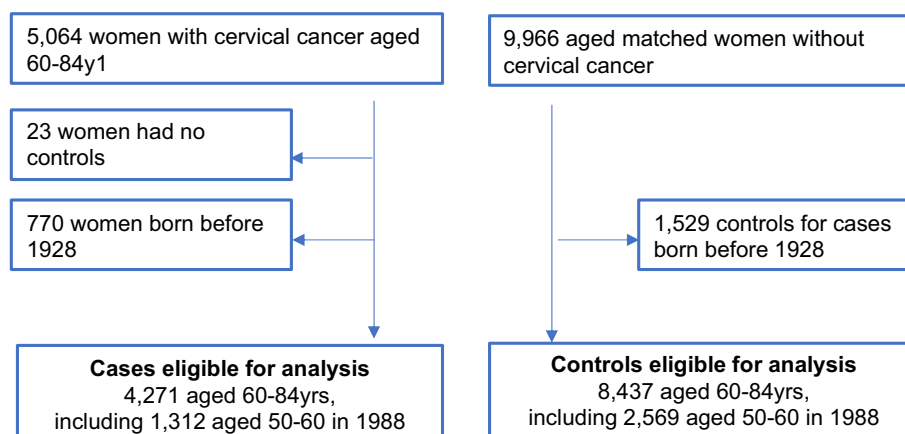 5,064 women with cervical cancer aged
60-84y1
9,966 aged matched women without
cervical cancer
23 women had no
controls
770 women born before
1928
1,529 controls for cases
born before 1928
Cases eligible for analysis
4,271 aged 60-84yrs,
including 1,312 aged 50-60 in 1988
Controls eligible for analysis
8,437 aged 60-84yrs,
including 2,569 aged 50-60 in 1988